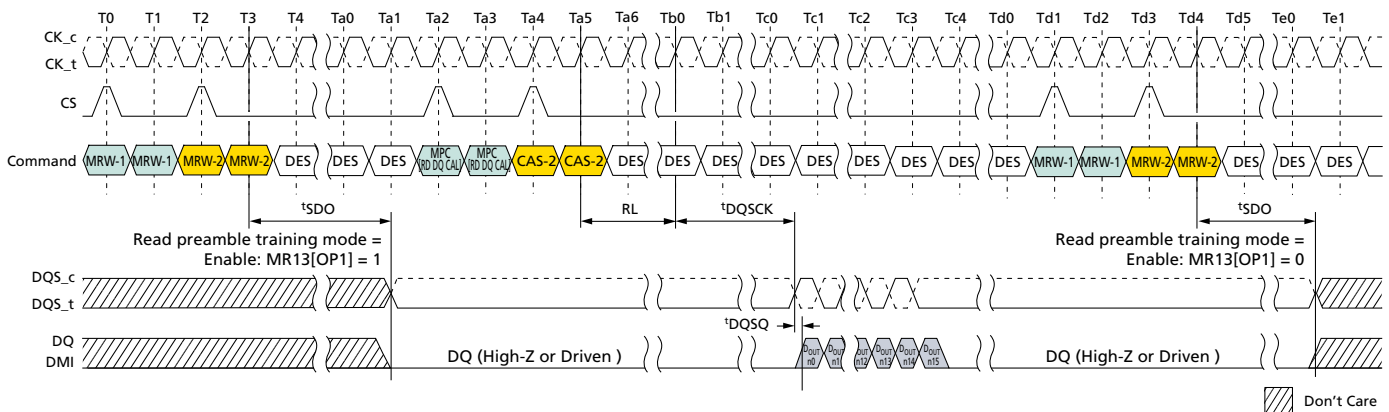 T0 T1 T2 T3 T4 Ta0 Ta1 Ta2 Ta3 Ta4 Ta5 Ta6 Tb0 Tb1 Tc0 Tc1 Tc2 Tc3 Tc4 Td0 Td1 Td2 Td3 Td4 Td5 Te0 Te1
CK_c
CK_t
CS
Command MRW-1 MRW-1 MRW-2 MRW-2 DES DES DES MPC [RD DQ CAL] MPC [RD DQ CAL] CAS-2 CAS-2 DES DES DES DES DES DES DES DES DES MRW-1 MRW-1 MRW-2 MRW-2 DES DES DES
tSDO RL tDQSCK tSDO
Read preamble training mode =
Enable: MR13[OP1] = 1
Read preamble training mode =
Enable: MR13[OP1] = 0
DQS_c
DQS_t
tDQSQ
DQ
DMI
DQ (High-Z or Driven )
DOUT n0 DOUT n1 OUT n12 DOUT n13 DOUT n14 DOUT n15
DQ (High-Z or Driven )
Don't Care